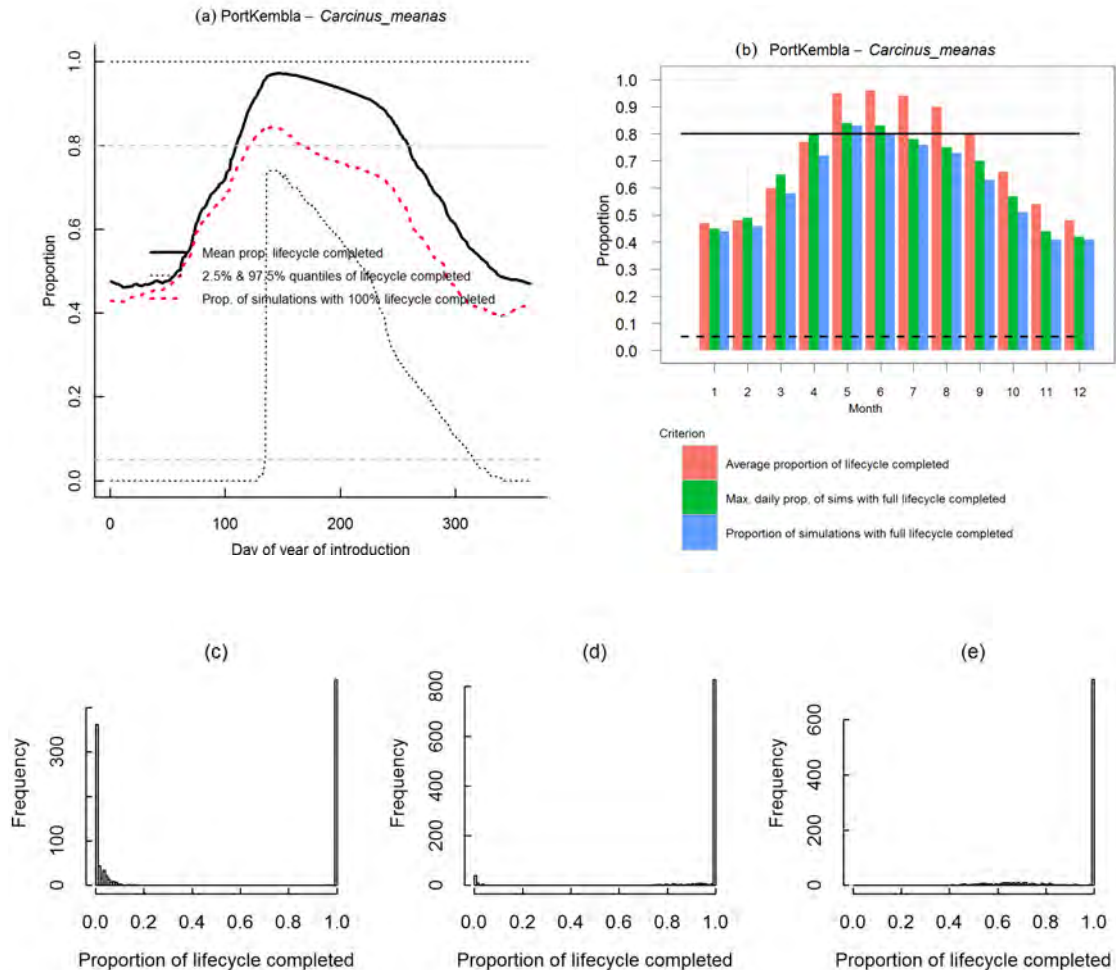 (a) PortKembla – Carcinus_meanas
1.0
0.8
0.6
0.4
0.2
0.0
Proportion
Mean prop. lifecycle completed
2.5% & 97.5% quantiles of lifecycle completed
Prop. of simulations with 100% lifecycle completed
0 100 200 300
Day of year of introduction
(b) PortKembla – Carcinus_meanas
1.0
0.9
0.8
0.7
0.6
0.5
0.4
0.3
0.2
0.1
0.0
Proportion
1 2 3 4 5 6 7 8 9 10 11 12
Month
Criterion
Average proportion of lifecycle completed
Max. daily prop. of sims with full lifecycle completed
Proportion of simulations with full lifecycle completed
(c)
Frequency
300
100
0
0.0 0.2 0.4 0.6 0.8 1.0
Proportion of lifecycle completed
(d)
Frequency
800
600
400
200
0
0.0 0.2 0.4 0.6 0.8 1.0
Proportion of lifecycle completed
(e)
Frequency
600
400
200
0
0.0 0.2 0.4 0.6 0.8 1.0
Proportion of lifecycle completed